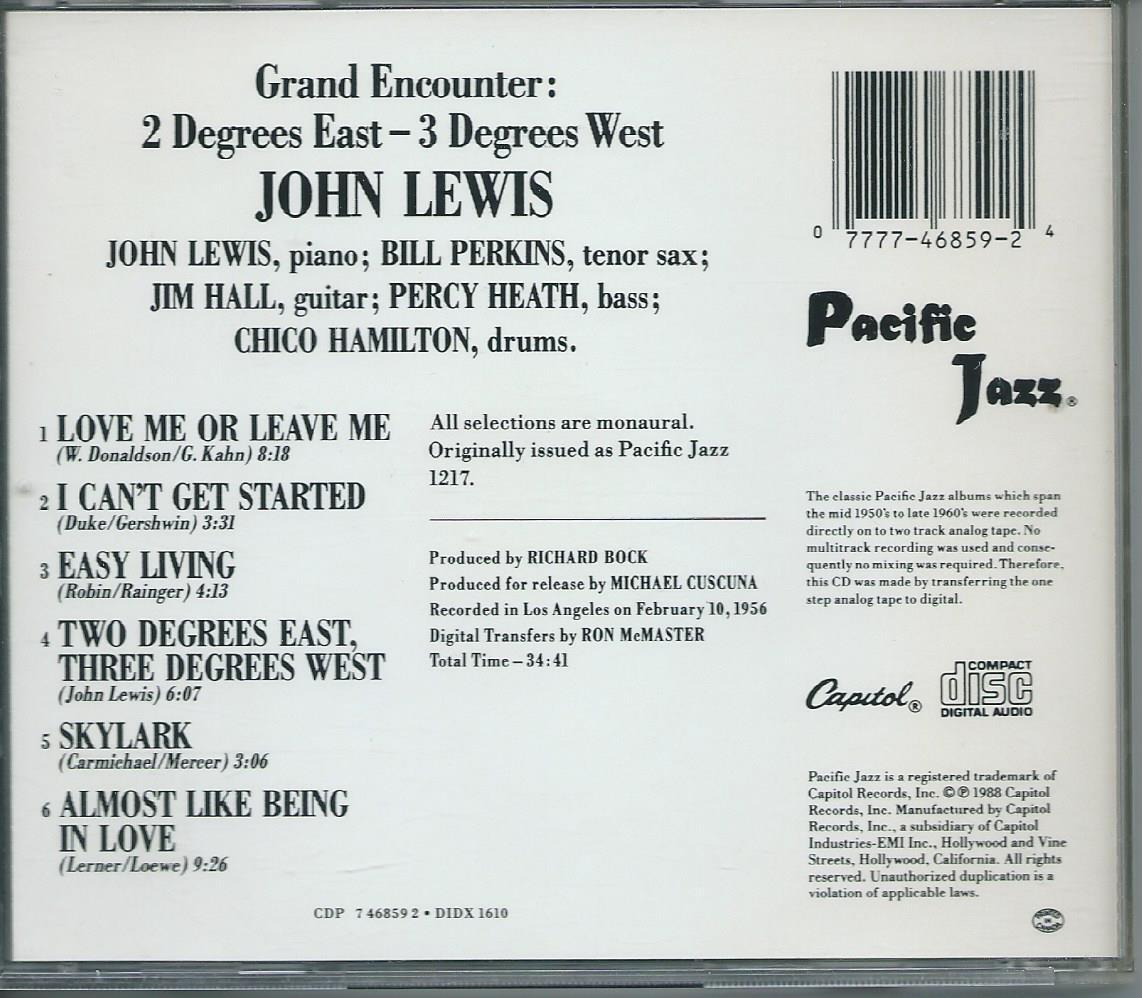 Grand Encounter:
2 Degrees East – 3 Degrees West
JOHN LEWIS
JOHN LEWIS, piano; BILL PERKINS, tenor sax;
JIM HALL, guitar; PERCY HEATH, bass;
CHICO HAMILTON, drums.
1 LOVE ME OR LEAVE ME
(W. Donaldson/G. Kahn) 8:18
2 I CAN'T GET STARTED
(Duke/Gershwin) 3:31
3 EASY LIVING
(Robin/Rainger) 4:13
4 TWO DEGREES EAST,
THREE DEGREES WEST
(John Lewis) 6:07
5 SKYLARK
(Carmichael/Mercer) 3:06
6 ALMOST LIKE BEING
IN LOVE
(Lerner/Loewe) 9:26
All selections are monaural.
Originally issued as Pacific Jazz
1217.
Produced by RICHARD BOCK
Produced for release by MICHAEL CUSCUNA
Recorded in Los Angeles on February 10, 1956
Digital Transfers by RON McMASTER
Total Time – 34:41
CDP 7 46859 2 • DIDX 1610
0 7777-46859-2 4
Pacific
Jazz®
The classic Pacific Jazz albums which span
the mid 1950's to late 1960's were recorded
directly on to two track analog tape. No
multitrack recording was used and conse-
quently no mixing was required. Therefore,
this CD was made by transferring the one
step analog tape to digital.
Capitol®
COMPACT
disc
DIGITAL AUDIO
Pacific Jazz is a registered trademark of
Capitol Records, Inc. © ℗ 1988 Capitol
Records, Inc. Manufactured by Capitol
Records, Inc., a subsidiary of Capitol
Industries-EMI Inc., Hollywood and Vine
Streets, Hollywood, California. All rights
reserved. Unauthorized duplication is a
violation of applicable laws.
PRINTED
IN
CANADA